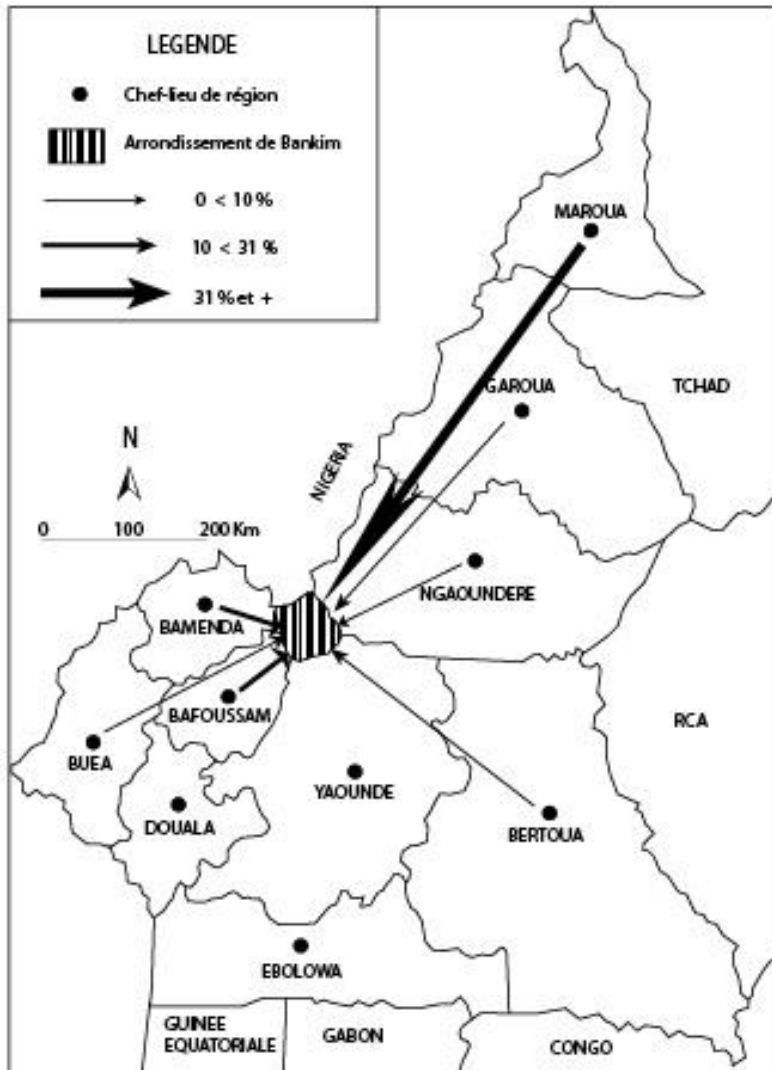 LEGENDE
Chef-lieu de région
Arrondissement de Bankim
0 < 10 %
10 < 31 %
31 % et +
MAROUA
GAROUA
TCHAD
N
NIGERIA
0 100 200 Km
NGAOUNDERE
BAMENDA
BAFOUSSAM
RCA
BUEA
YAOUNDE
DOUALA
BERTOUA
EBOLOWA
GUINEE
EQUATORIALE
GABON
CONGO